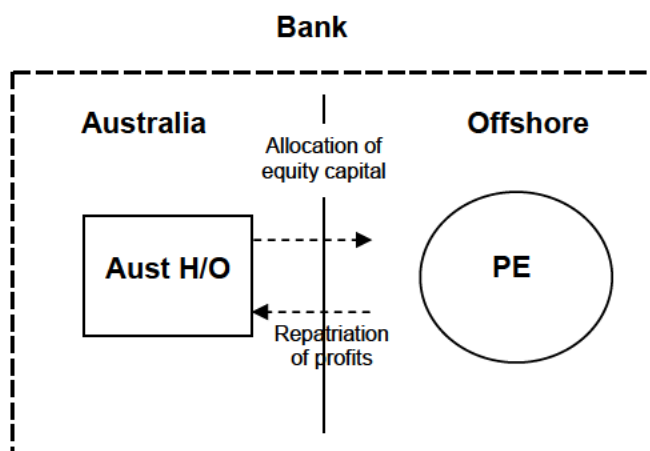 Bank
Australia
Offshore
Allocation of
equity capital
Aust H/O
PE
Repatriation
of profits